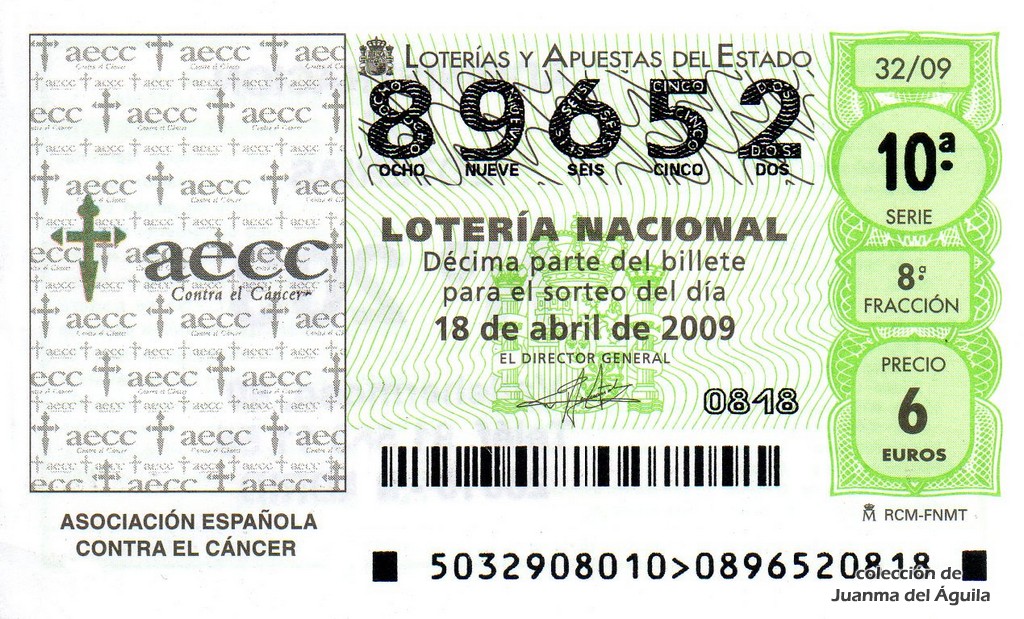 aecc
Contra el Cáncer
ASOCIACIÓN ESPAÑOLA
CONTRA EL CÁNCER
LOTERÍAS Y APUESTAS DEL ESTADO
89652
OCHO NUEVE SEIS CINCO DOS
LOTERÍA NACIONAL
Décima parte del billete
para el sorteo del día
18 de abril de 2009
EL DIRECTOR GENERAL
0848
32/09
10ª
SERIE
8ª
FRACCIÓN
PRECIO
6
EUROS
RCM-FNMT
5032908010>0896520818
colección de
Juanma del Águila